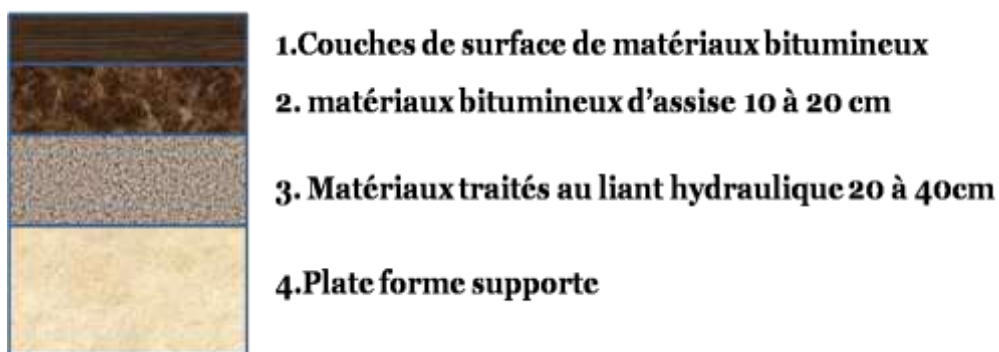 1.Couches de surface de matériaux bitumineux
2. matériaux bitumineux d’assise 10 à 20 cm
3. Matériaux traités au liant hydraulique 20 à 40cm
4.Plate forme supporte